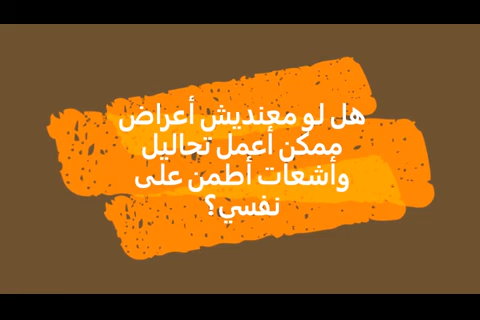 هل لو معنديش أعراض
ممكن أعمل تحاليل
وأشعات أطمن على
نفسي؟